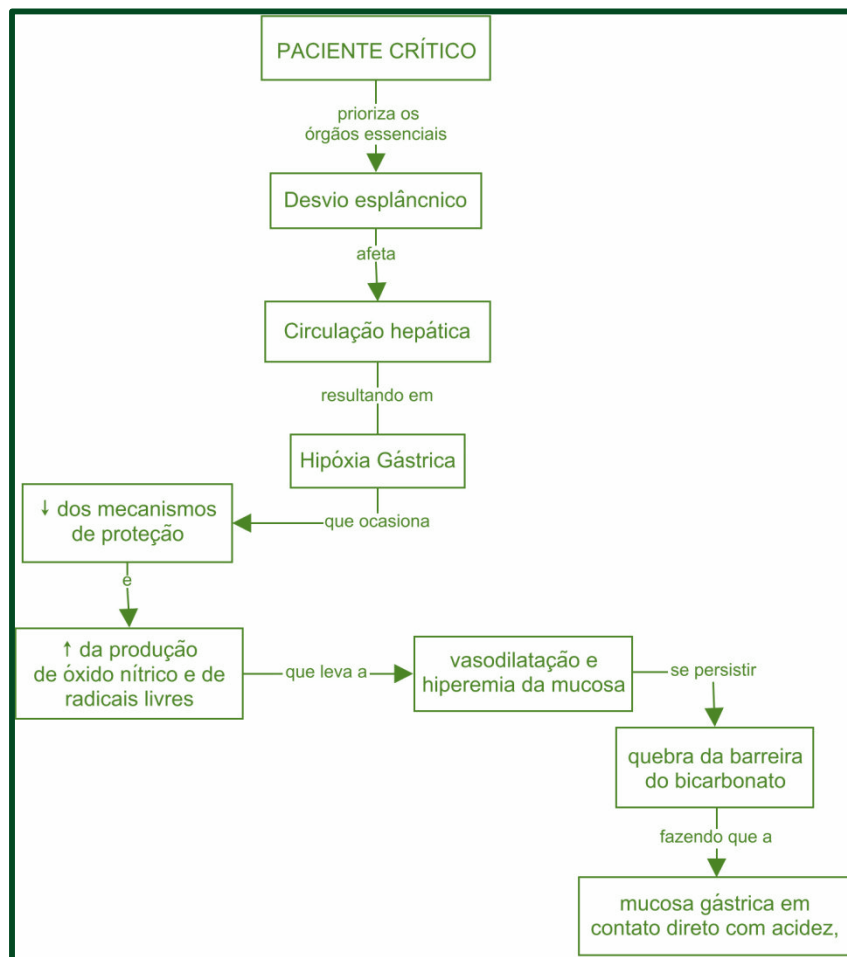 PACIENTE CRÍTICO
prioriza os
órgãos essenciais
Desvio esplâncnico
afeta
Circulação hepática
resultando em
Hipóxia Gástrica
que ocasiona
↓ dos mecanismos
de proteção
e
↑ da produção
de óxido nítrico e de
radicais livres
que leva a
vasodilatação e
hiperemia da mucosa
se persistir
quebra da barreira
do bicarbonato
fazendo que a
mucosa gástrica em
contato direto com acidez,